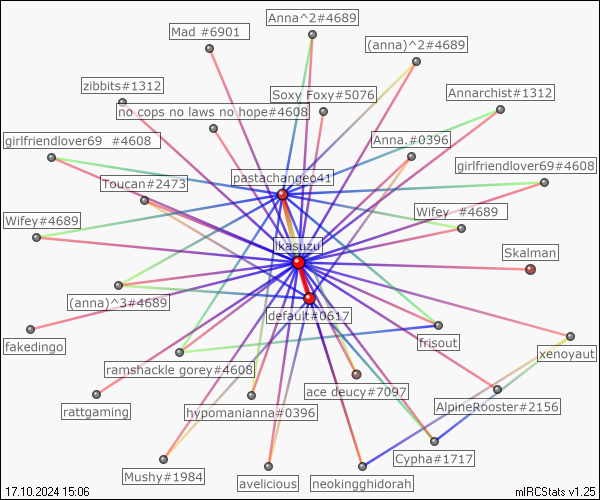 Anna^2#4689
Mad #6901
(anna)^2#4689
zibbits#1312
Soxy Foxy#5076
Annarchist#1312
no cops no laws no hope#4608
girlfriendlover69  #4608
Anna.#0396
girlfriendlover69#4608
pastachangeo41
Toucan#2473
Wifey#4689
Wifey  #4689
ikasuzu
Skalman
(anna)^3#4689
default#0617
fakedingo
frisout
xenoyaut
ramshackle gorey#4608
ace deucy#7097
rattgaming
hypomanianna#0396
AlpineRooster#2156
Cypha#1717
Mushy#1984
avelicious
neokingghidorah
17.10.2024 15:06
mIRCStats v1.25